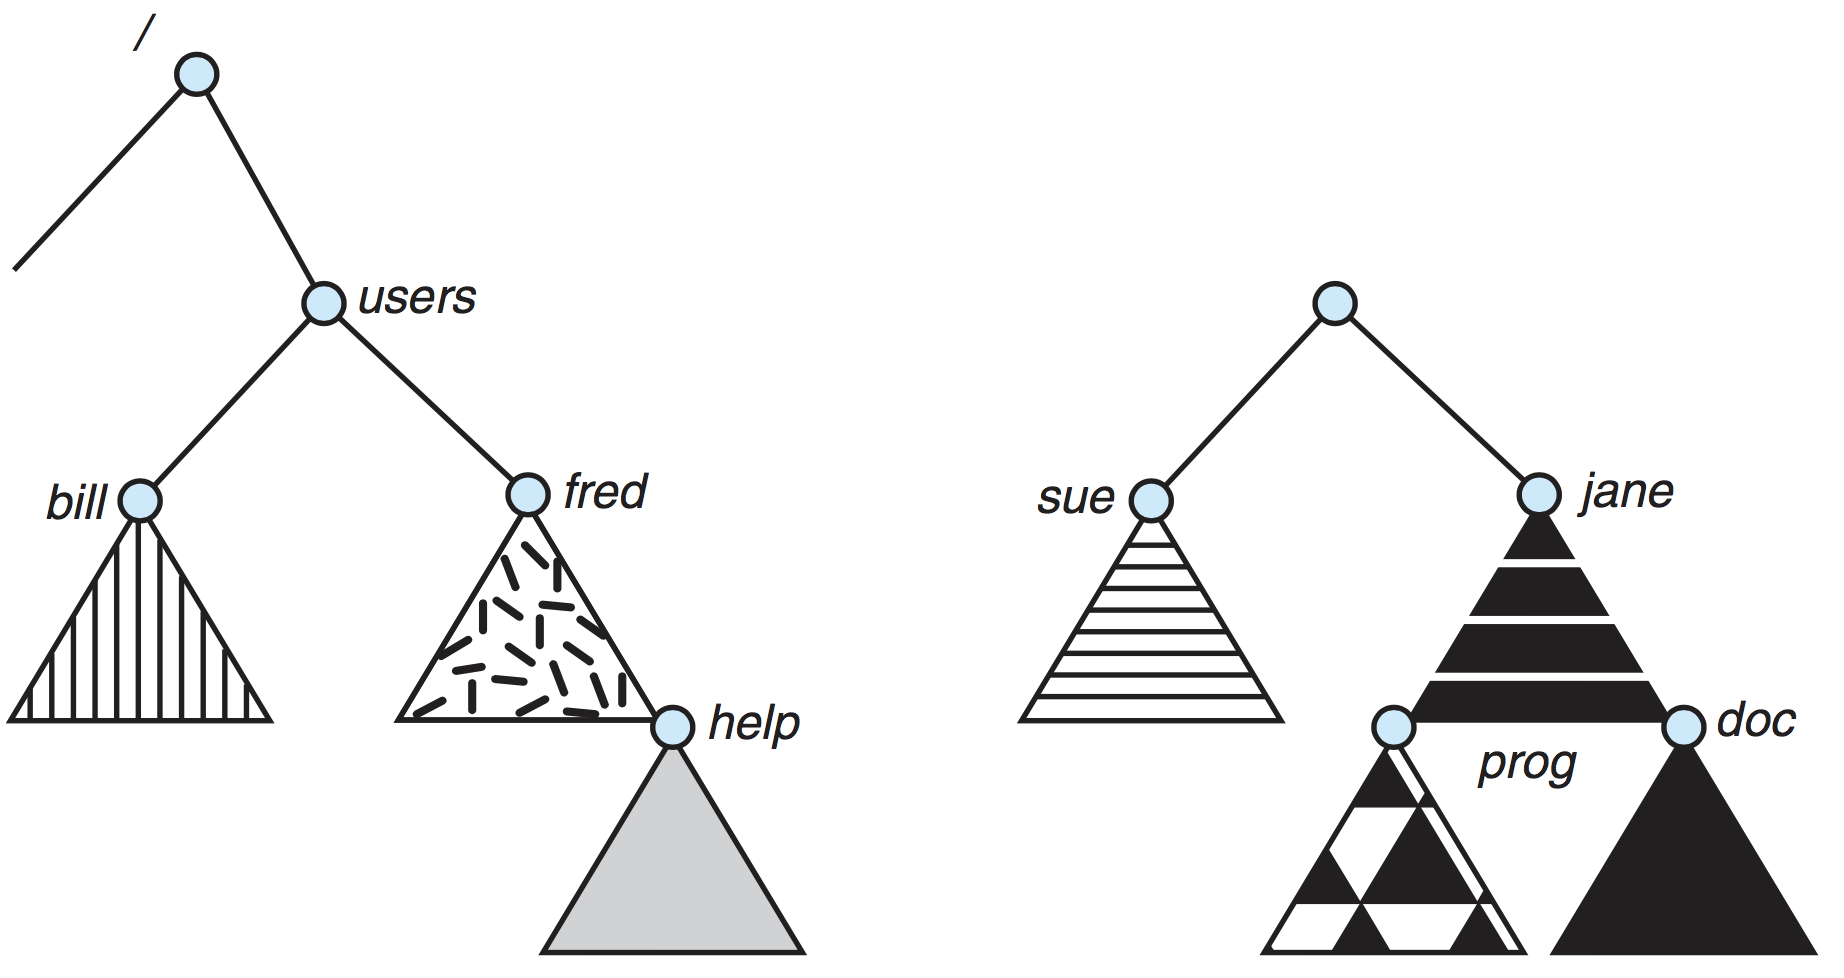 /
users
bill
fred
help
sue
jane
prog
doc